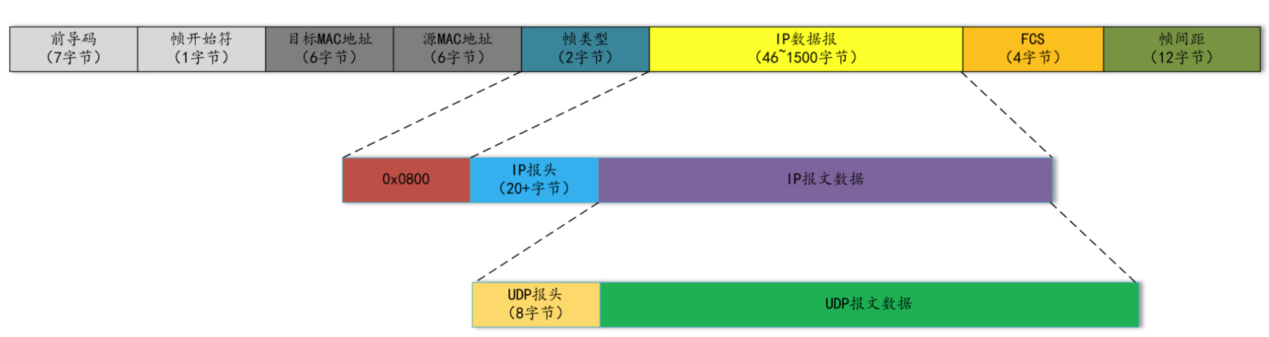 前导码
(7字节)
帧开始符
(1字节)
目标MAC地址
(6字节)
源MAC地址
(6字节)
帧类型
(2字节)
IP数据报
(46~1500字节)
FCS
(4字节)
帧间距
(12字节)
0x0800
IP报头
(20+字节)
IP报文数据
UDP报头
(8字节)
UDP报文数据